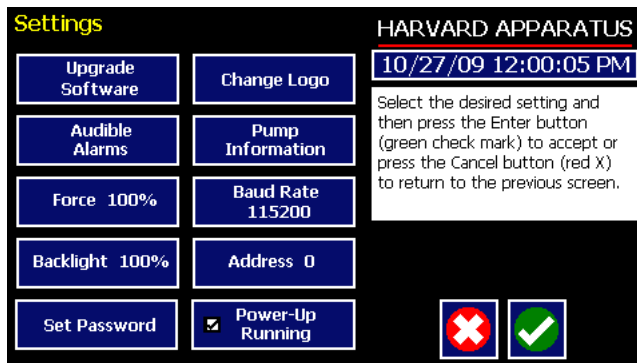 Settings
Upgrade
Software
Change Logo
Audible
Alarms
Pump
Information
Force 100%
Baud Rate
115200
Backlight 100%
Address 0
Set Password
Power-Up
Running
HARVARD APPARATUS
10/27/09 12:00:05 PM
Select the desired setting and
then press the Enter button
(green check mark) to accept or
press the Cancel button (red X)
to return to the previous screen.